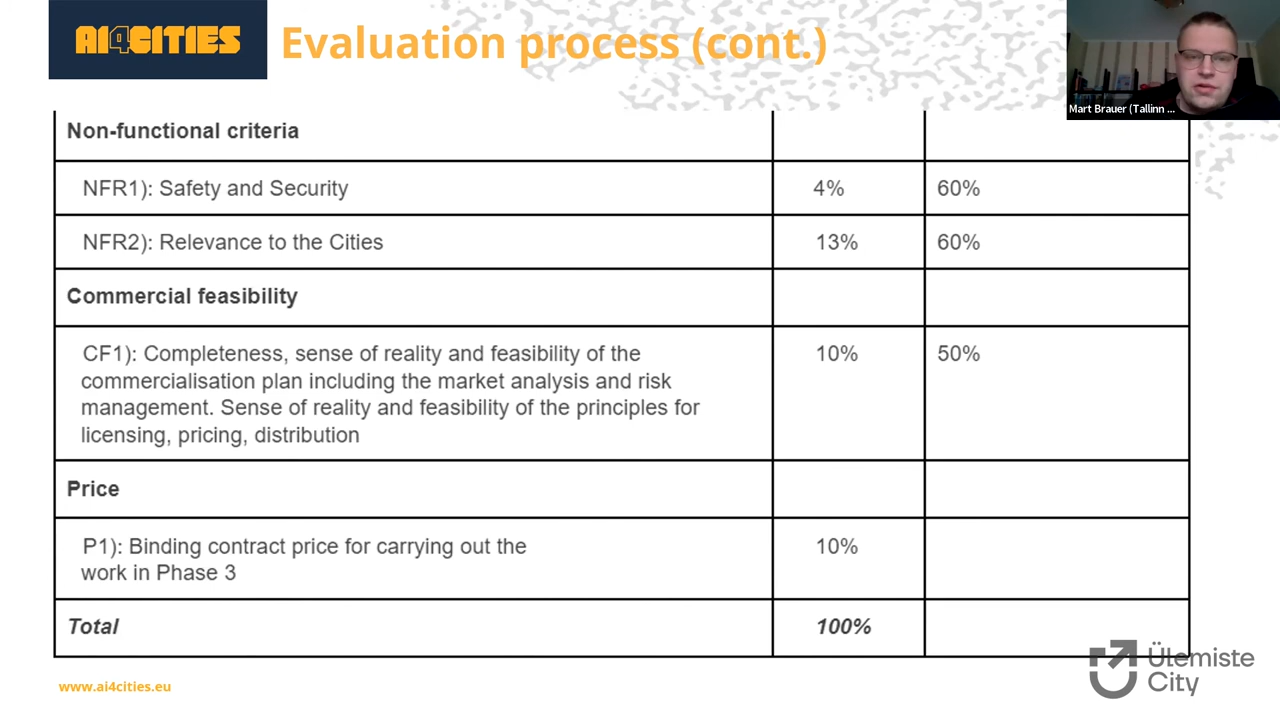 AI4CITIES
Evaluation process (cont.)
Mart Brauer (Tallinn ...
Non-functional criteria
NFR1): Safety and Security 4% 60%
NFR2): Relevance to the Cities 13% 60%
Commercial feasibility
CF1): Completeness, sense of reality and feasibility of the 10% 50%
commercialisation plan including the market analysis and risk
management. Sense of reality and feasibility of the principles for
licensing, pricing, distribution
Price
P1): Binding contract price for carrying out the 10%
work in Phase 3
Total 100%
www.ai4cities.eu
Ülemiste
City